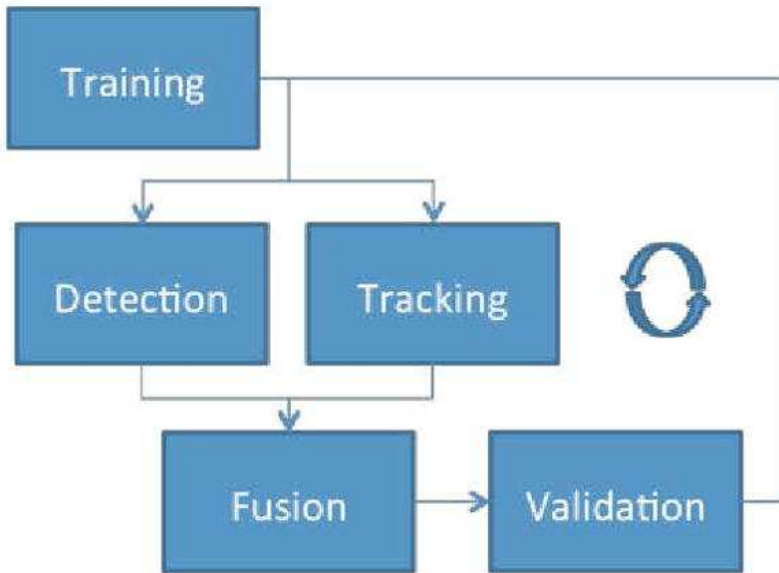 Training
Detection
Tracking
Fusion
Validation